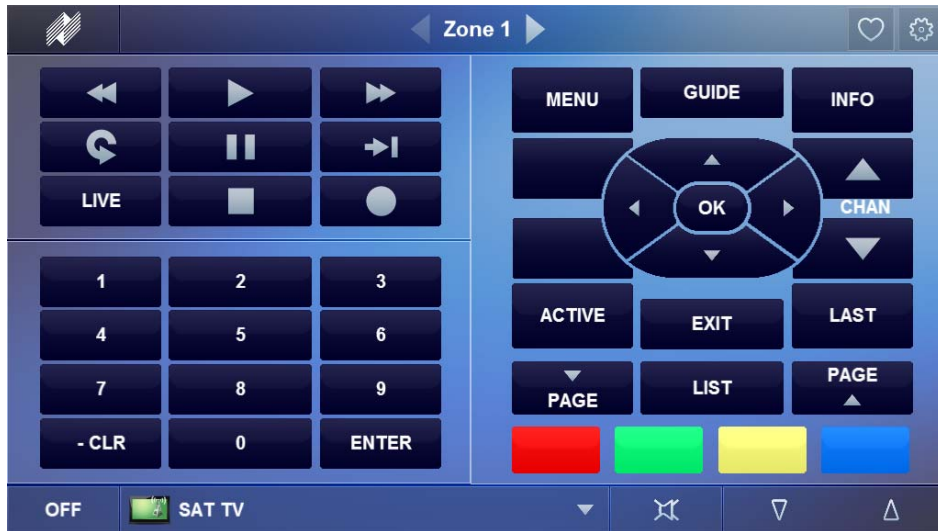 Zone 1
LIVE
1 2 3
4 5 6
7 8 9
- CLR 0 ENTER
MENU GUIDE INFO
OK
CHAN
ACTIVE EXIT LAST
PAGE LIST PAGE
OFF SAT TV